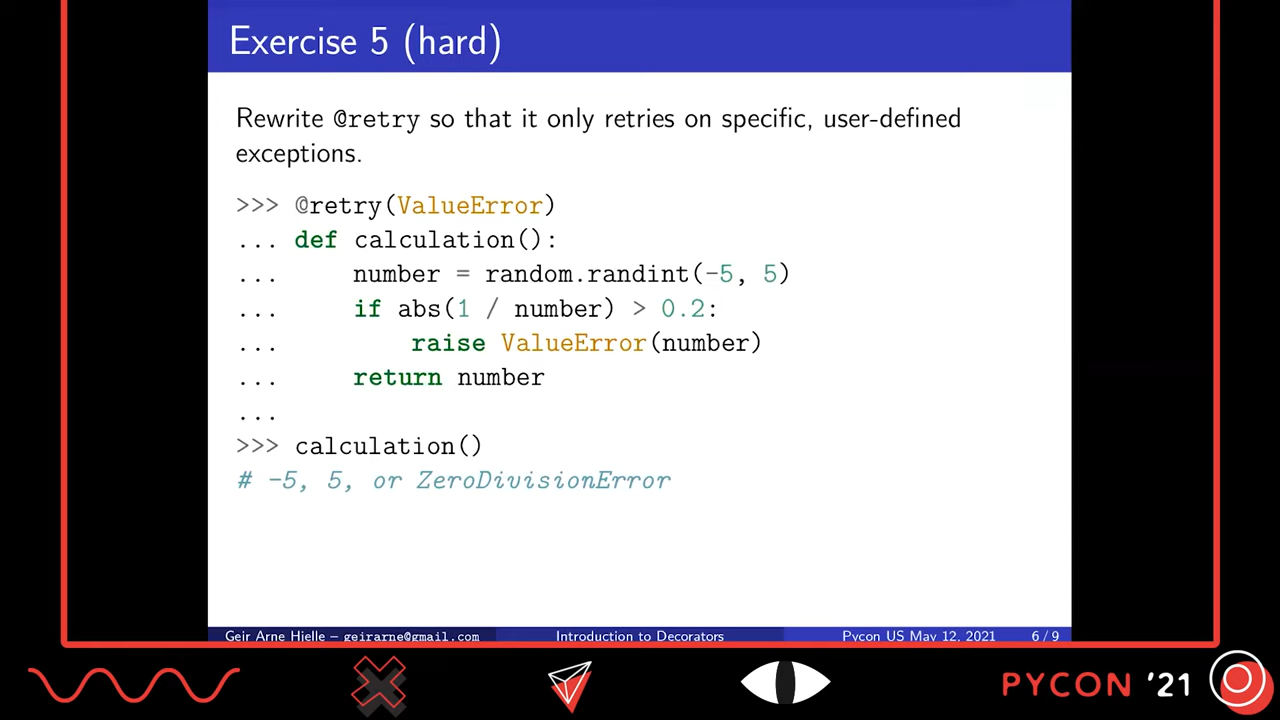 Exercise 5 (hard)
Rewrite @retry so that it only retries on specific, user-defined
exceptions.
>>> @retry(ValueError)
... def calculation():
...     number = random.randint(-5, 5)
...     if abs(1 / number) > 0.2:
...         raise ValueError(number)
...     return number
...
>>> calculation()
# -5, 5, or ZeroDivisionError
Geir Arne Hjelle – geirarne@gmail.com Introduction to Decorators Pycon US May 12, 2021 6 / 9
PYCON '21